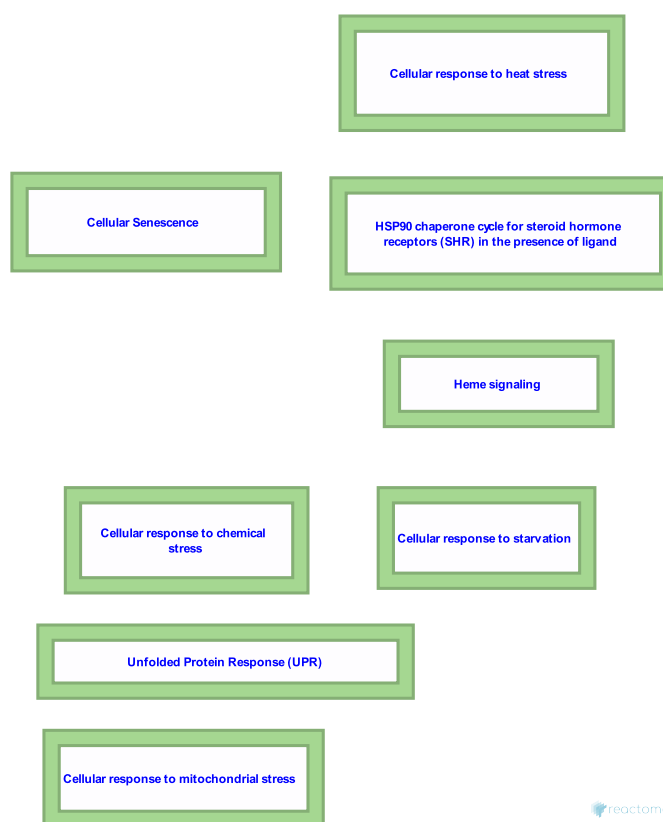 Cellular response to heat stress
Cellular Senescence
HSP90 chaperone cycle for steroid hormone
receptors (SHR) in the presence of ligand
Heme signaling
Cellular response to chemical
stress
Cellular response to starvation
Unfolded Protein Response (UPR)
Cellular response to mitochondrial stress
reactom